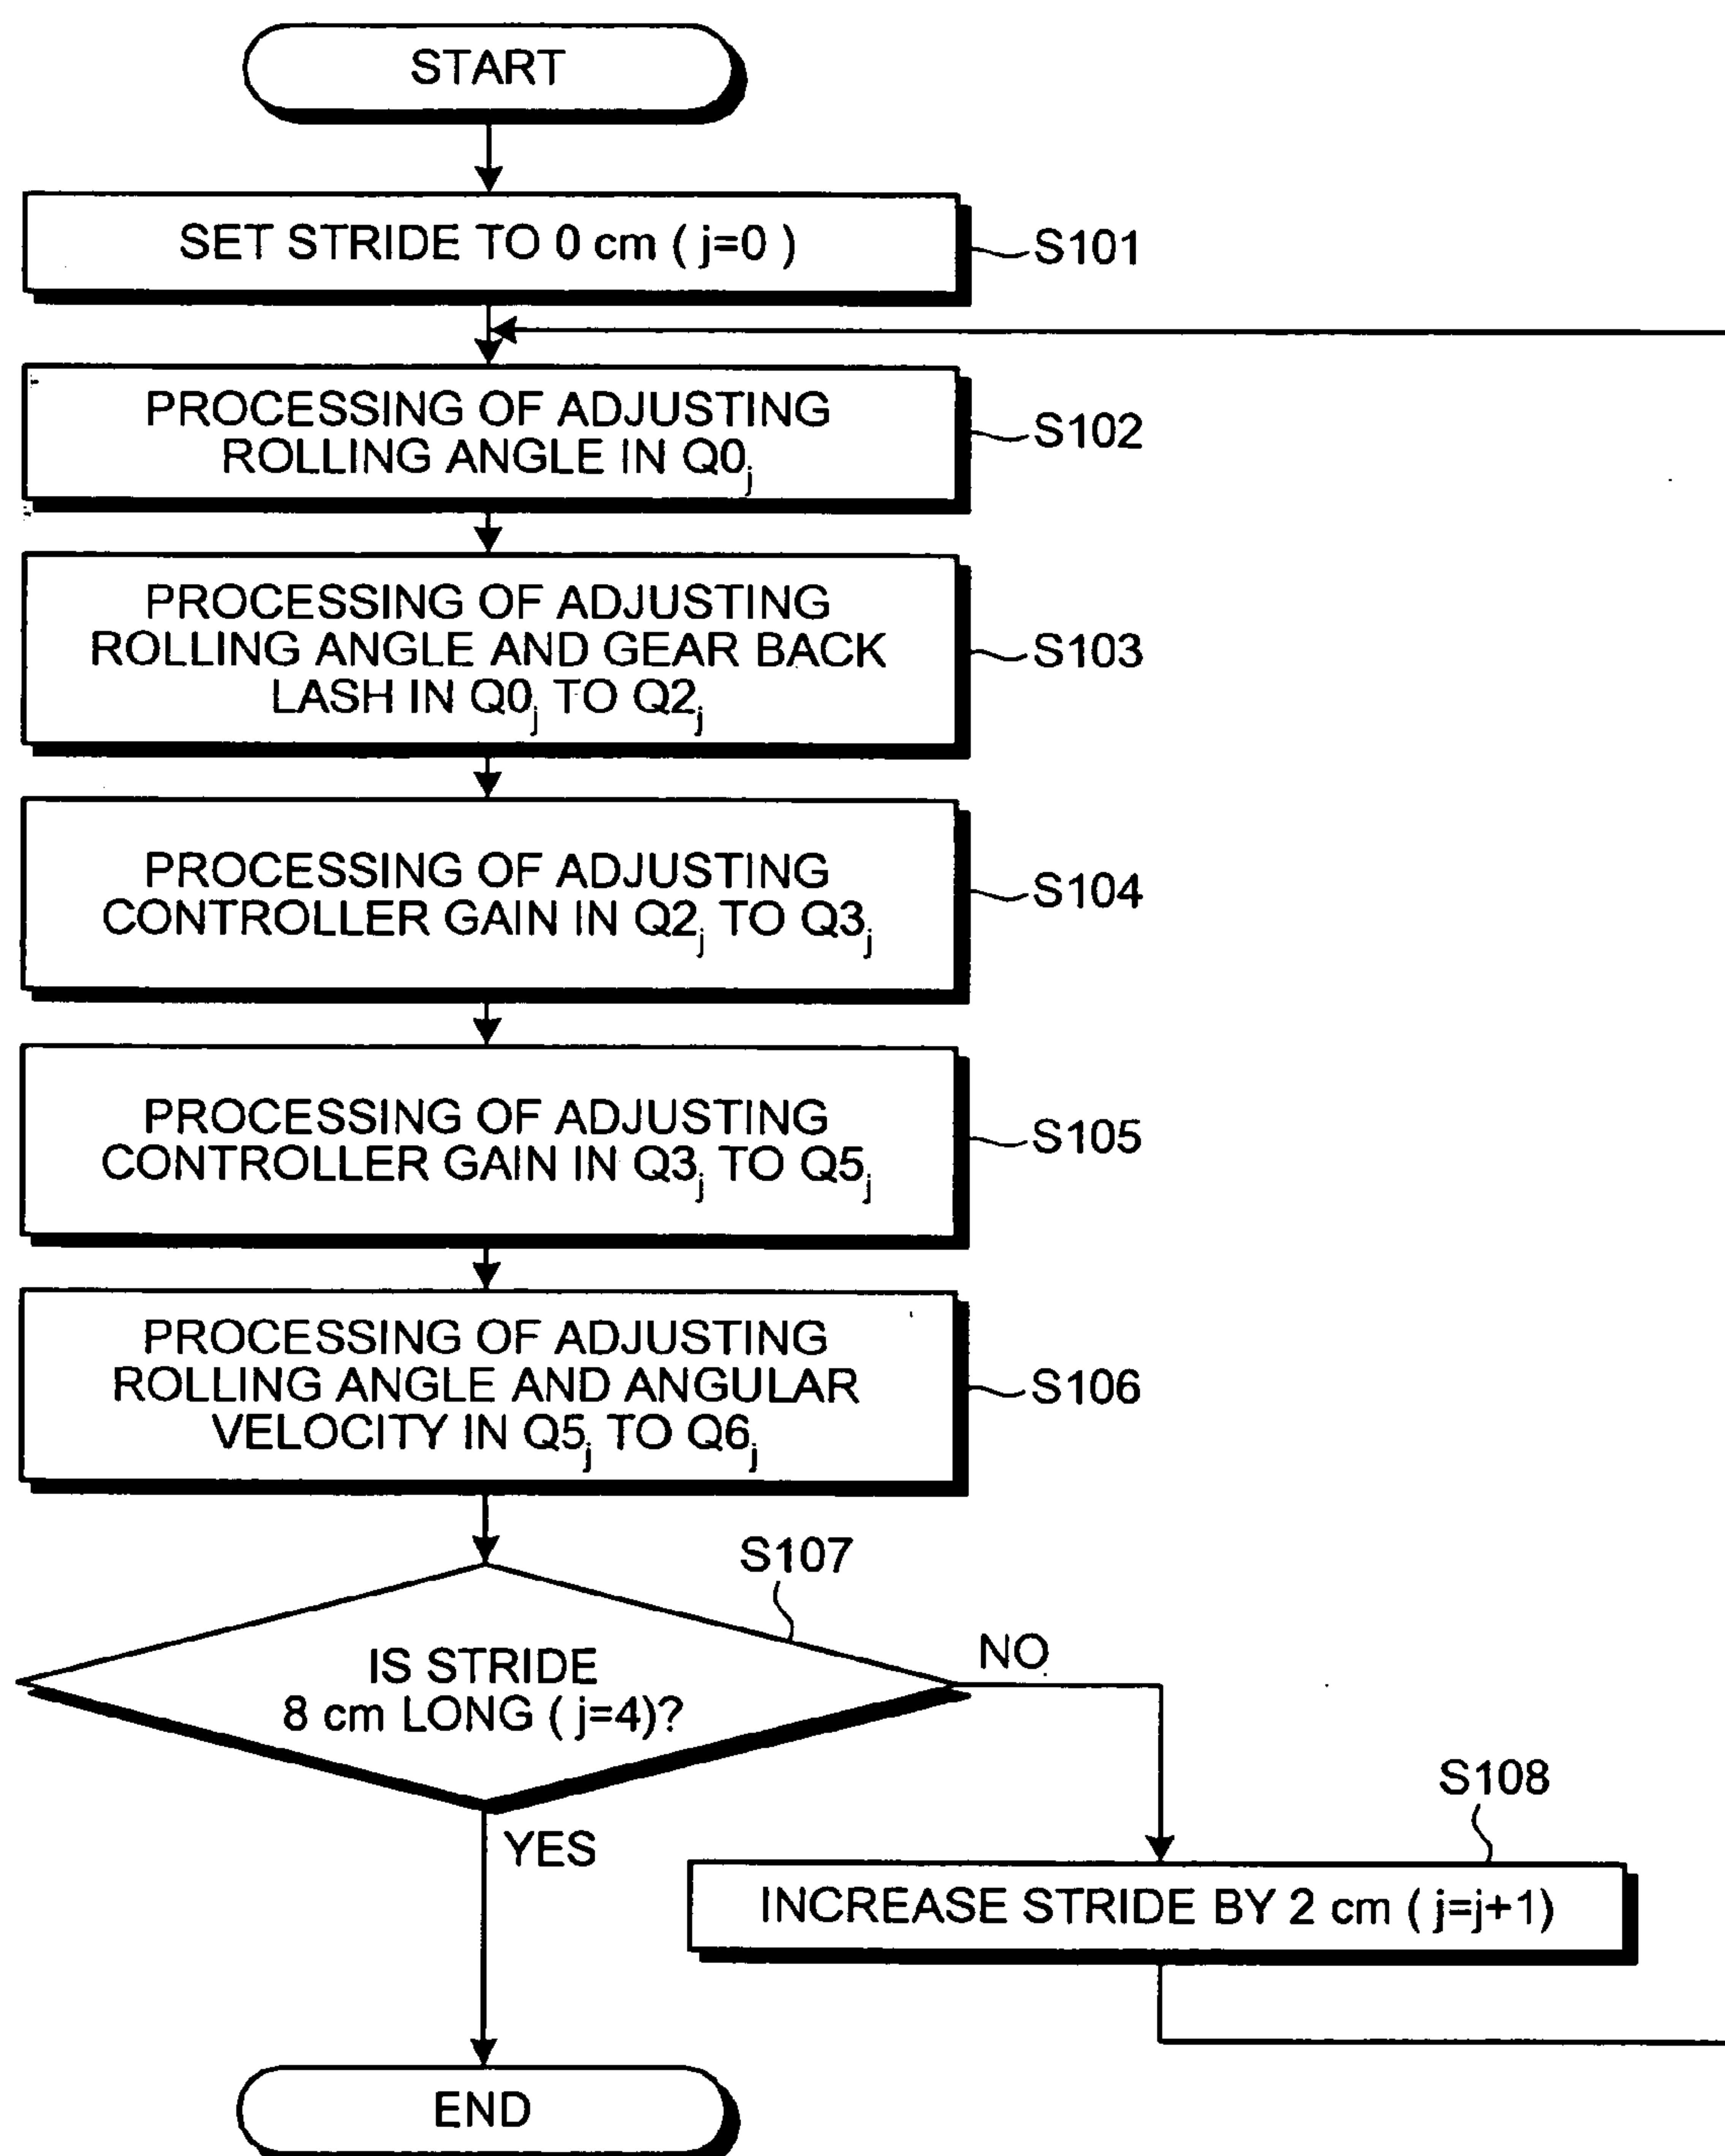 START
SET STRIDE TO 0 cm ( j=0 )
S101
PROCESSING OF ADJUSTING
ROLLING ANGLE IN Q0j
S102
PROCESSING OF ADJUSTING
ROLLING ANGLE AND GEAR BACK
LASH IN Q0j TO Q2j
S103
PROCESSING OF ADJUSTING
CONTROLLER GAIN IN Q2j TO Q3j
S104
PROCESSING OF ADJUSTING
CONTROLLER GAIN IN Q3j TO Q5j
S105
PROCESSING OF ADJUSTING
ROLLING ANGLE AND ANGULAR
VELOCITY IN Q5j TO Q6j
S106
S107
IS STRIDE
8 cm LONG ( j=4)?
NO
YES
S108
INCREASE STRIDE BY 2 cm ( j=j+1)
END